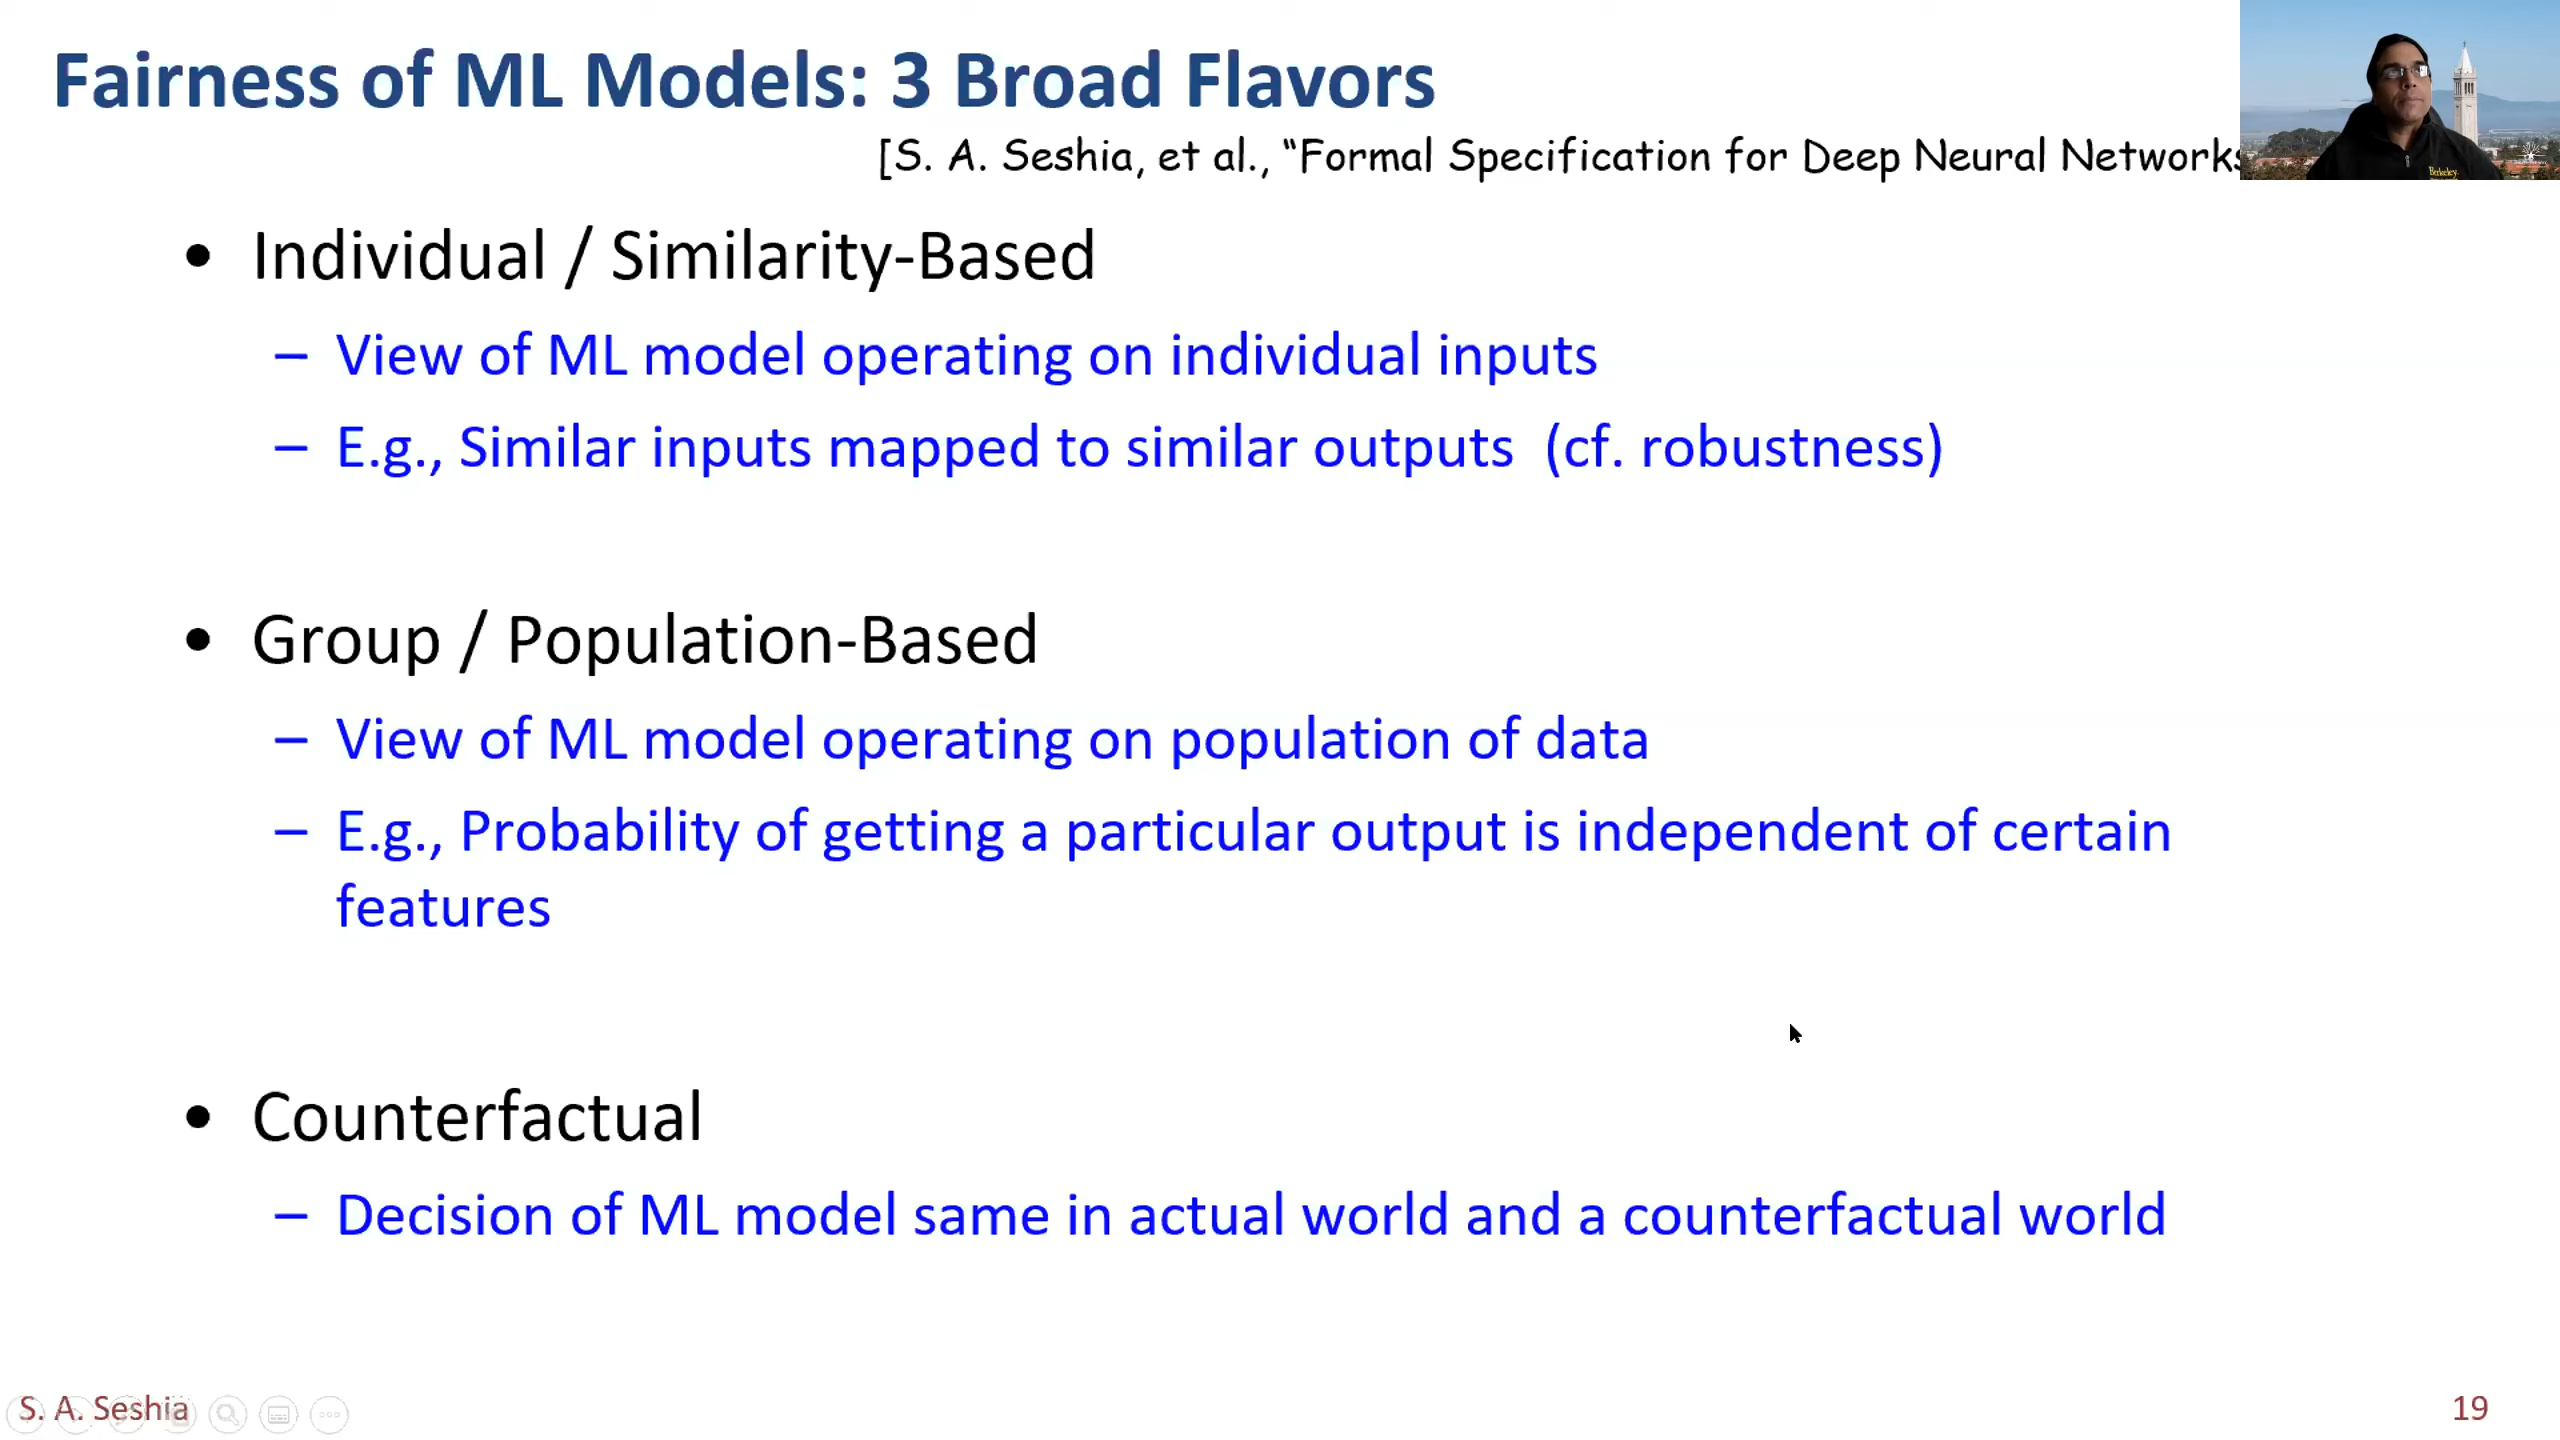 Fairness of ML Models: 3 Broad Flavors
[S. A. Seshia, et al., “Formal Specification for Deep Neural Networks
• Individual / Similarity-Based
– View of ML model operating on individual inputs
– E.g., Similar inputs mapped to similar outputs (cf. robustness)
• Group / Population-Based
– View of ML model operating on population of data
– E.g., Probability of getting a particular output is independent of certain
features
• Counterfactual
– Decision of ML model same in actual world and a counterfactual world
S. A. Seshia
19
Berkeley